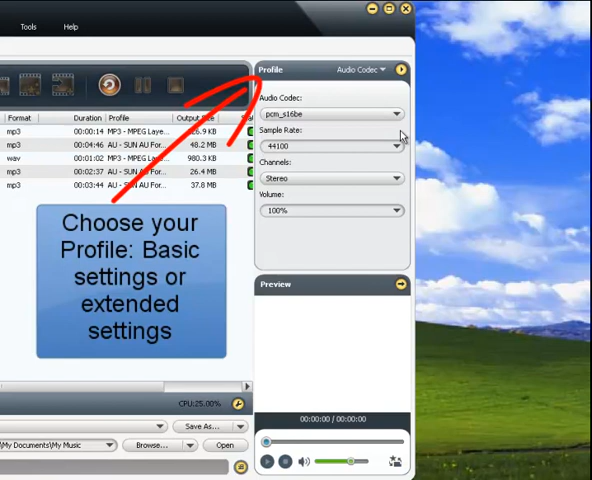 Tools Help
Profile Audio Codec
Format Duration Profile Output Size
mp3 00:00:14 MP3 - MPEG Laye... KB
mp3 00:04:46 AU - SUN AU For... 48.2 MB
wav 00:01:02 MP3 - MPEG Laye... 980.3 KB
mp3 00:02:37 AU - SUN AU For... 26.4 MB
mp3 00:03:44 AU - SUN AU For... 37.8 MB
Audio Codec:
pcm_s16be
Sample Rate:
44100
Channels:
Stereo
Volume:
100%
Choose your
Profile: Basic
settings or
extended
settings
Preview
00:00:00 / 00:00:00
CPU:25.00%
Save As...
\My Documents\My Music Browse... Open